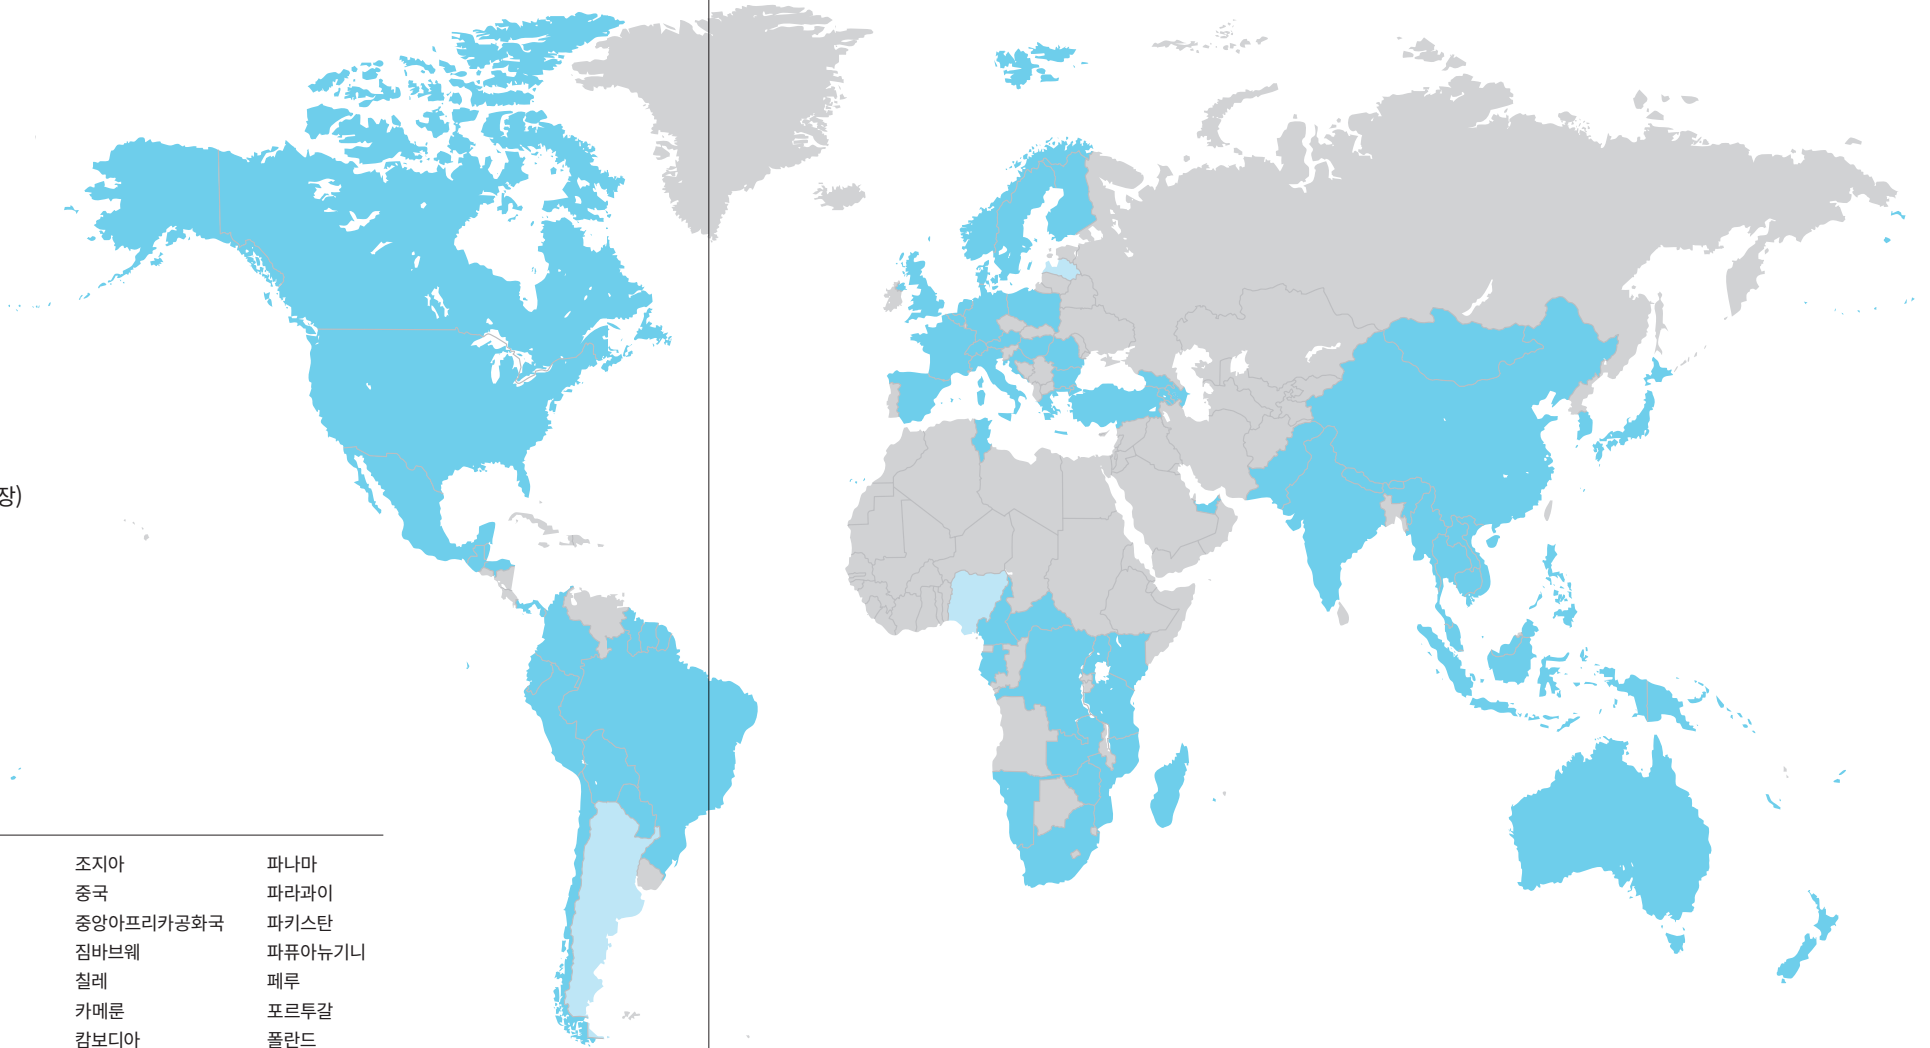 장)
조지아
중국
중앙아프리카공화국
짐바브웨
칠레
카메룬
캄보디아
파나마
파라과이
파키스탄
파퓨아뉴기니
페루
포르투갈
폴란드